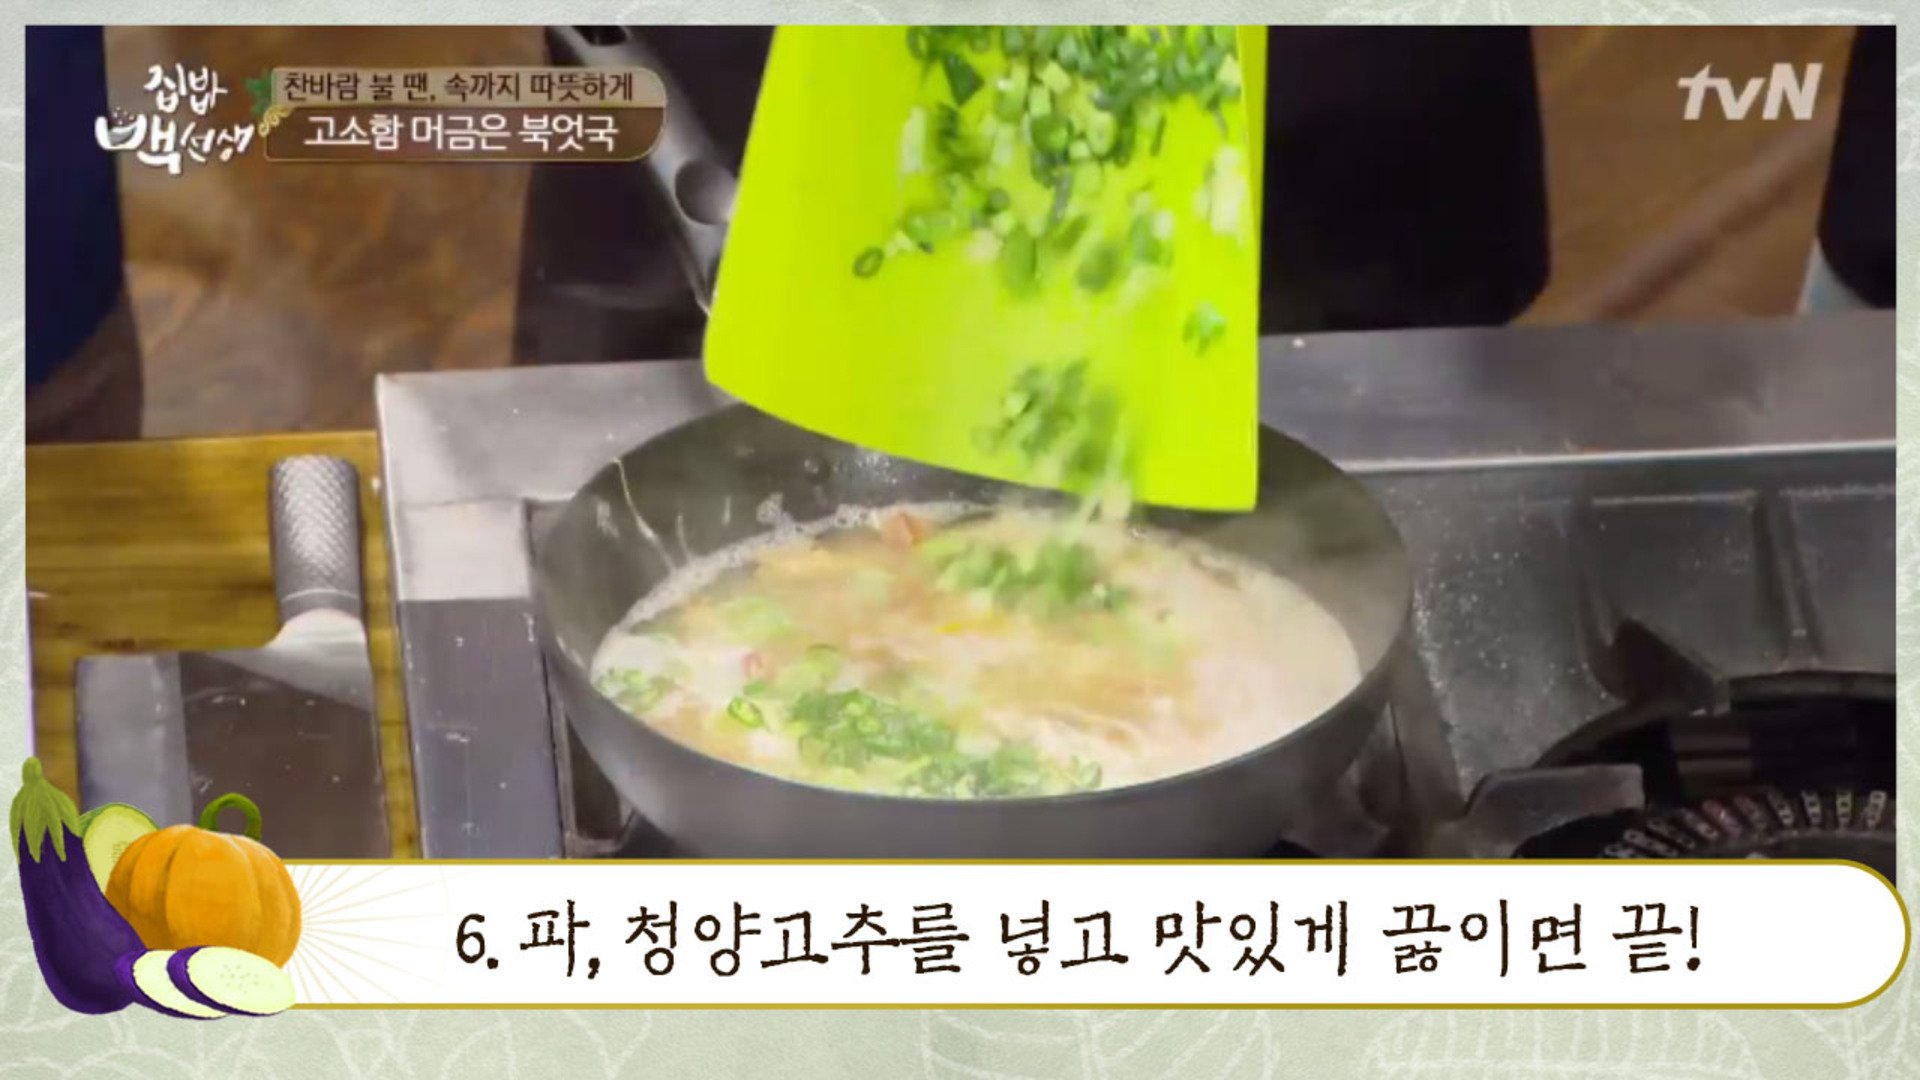 집밥
백선생
찬바람 불 땐, 속까지 따뜻하게
고소함 머금은 북엇국
tvN
6. 파, 청양고추를 넣고 맛있게 끓이면 끝!